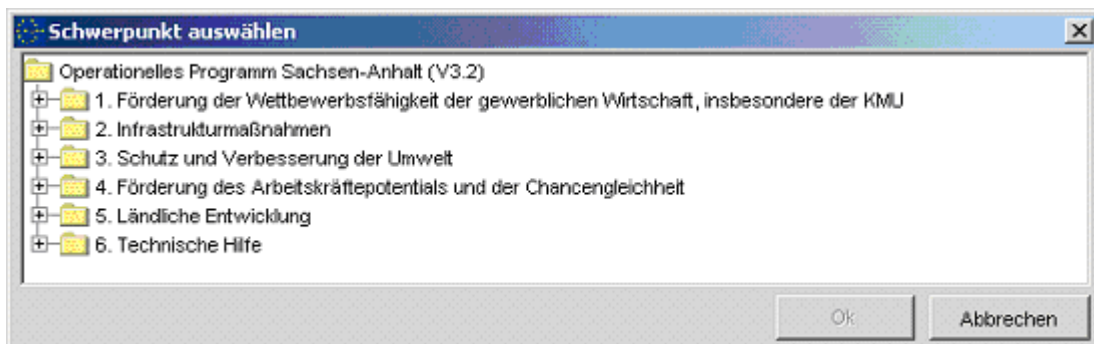 Schwerpunkt auswählen
Operationelles Programm Sachsen-Anhalt (V3.2)
1. Förderung der Wettbewerbsfähigkeit der gewerblichen Wirtschaft, insbesondere der KMU
2. Infrastrukturmaßnahmen
3. Schutz und Verbesserung der Umwelt
4. Förderung des Arbeitskräftepotentials und der Chancengleichheit
5. Ländliche Entwicklung
6. Technische Hilfe
Ok Abbrechen